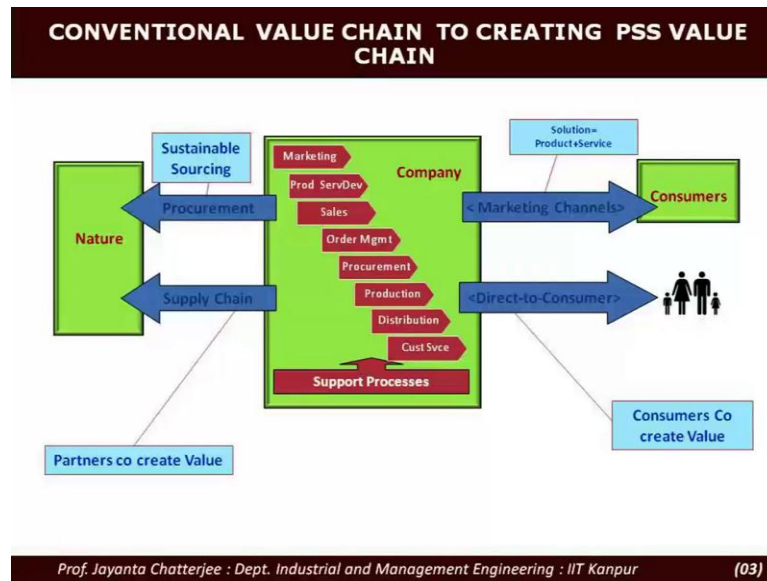 CONVENTIONAL VALUE CHAIN TO CREATING PSS VALUE
CHAIN
Sustainable
Sourcing
Procurement
Nature
Supply Chain
Partners co create Value
Company
Marketing
Prod ServDev
Sales
Order Mgmt
Procurement
Production
Distribution
Cust Svce
Support Processes
Solution=
Product+Service
< Marketing Channels>
Consumers
<Direct-to-Consumer>
Consumers Co
create Value
Prof. Jayanta Chatterjee : Dept. Industrial and Management Engineering : IIT Kanpur (03)